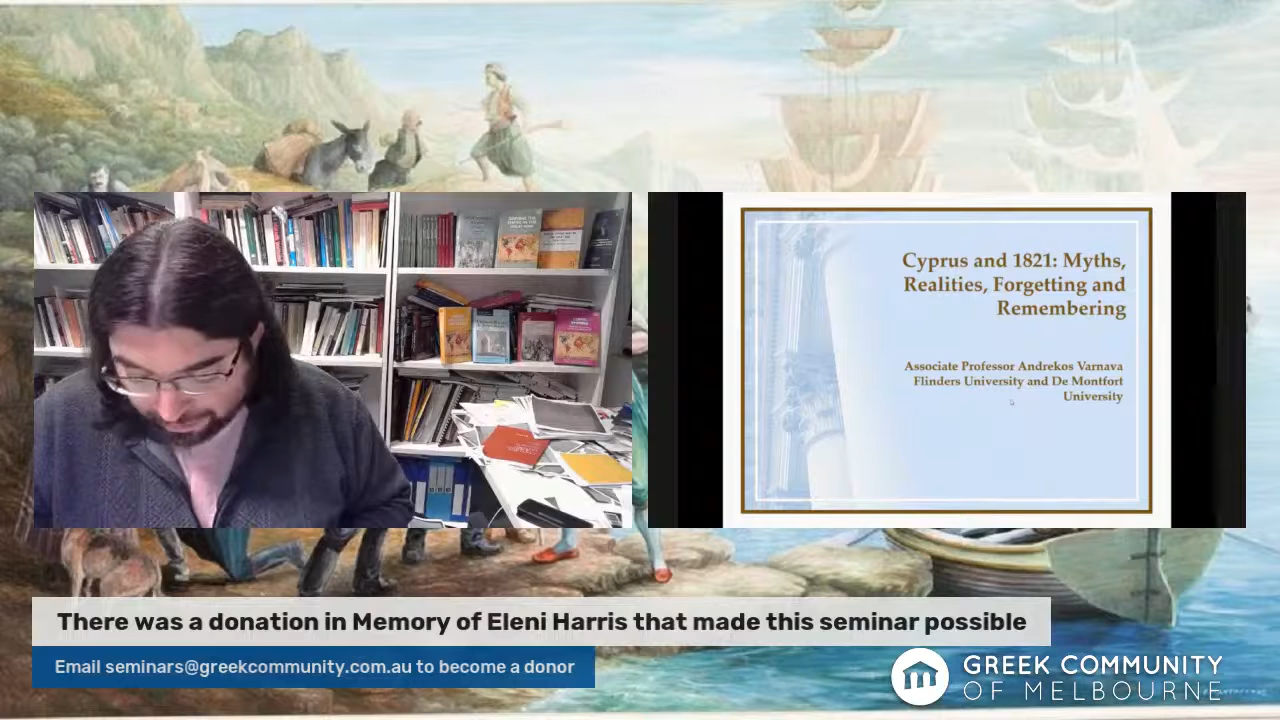 Cyprus and 1821: Myths,
Realities, Forgetting and
Remembering
Associate Professor Andrekos Varnava
Flinders University and De Montfort
University
There was a donation in Memory of Eleni Harris that made this seminar possible
Email seminars@greekcommunity.com.au to become a donor
GREEK COMMUNITY
OF MELBOURNE